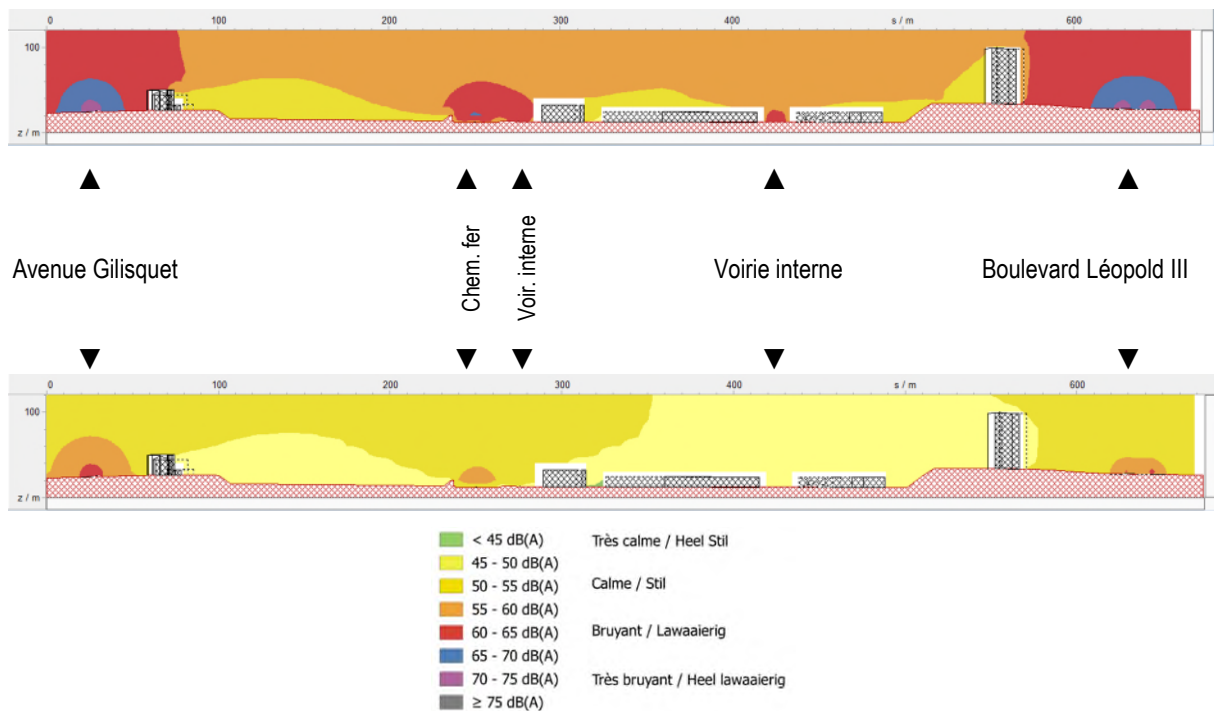 0 100 200 300 400 s / m 600
100
z / m
▲ ▲ ▲ ▲ ▲
Avenue Gilisquet
Chem. fer
Voir. interne
Voirie interne
Boulevard Léopold III
▼ ▼ ▼ ▼ ▼
0 100 200 300 400 s / m 600
100
z / m
< 45 dB(A) Très calme / Heel Stil
45 - 50 dB(A)
50 - 55 dB(A) Calme / Stil
55 - 60 dB(A)
60 - 65 dB(A) Bruyant / Lawaaierig
65 - 70 dB(A)
70 - 75 dB(A) Très bruyant / Heel lawaaierig
≥ 75 dB(A)